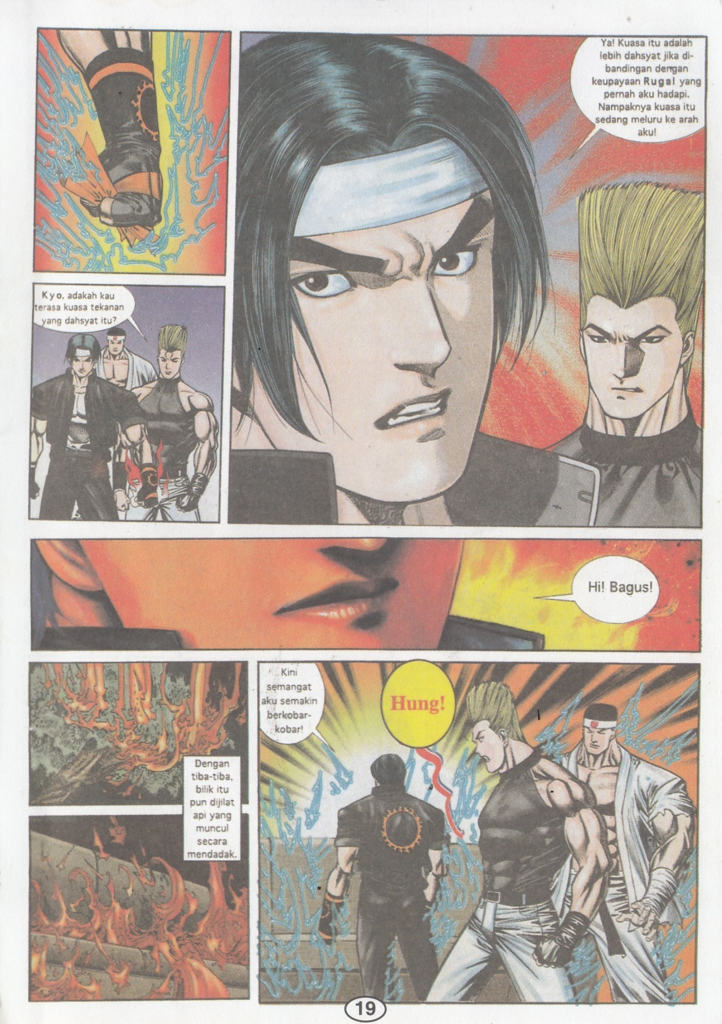 Ya! Kuasa itu adalah
lebih dahsyat jika di-
bandingan dengan
keupayaan Rugal yang
pernah aku hadapi.
Nampaknya kuasa itu
sedang meluru ke arah
aku!
Kyo, adakah kau
terasa kuasa tekanan
yang dahsyat itu?
Hi! Bagus!
Dengan
tiba-tiba,
bilik itu
pun dijilat
api yang
muncul
secara
mendadak.
Kini
semangat
aku semakin
berkobar-
kobar!
Hung!
19